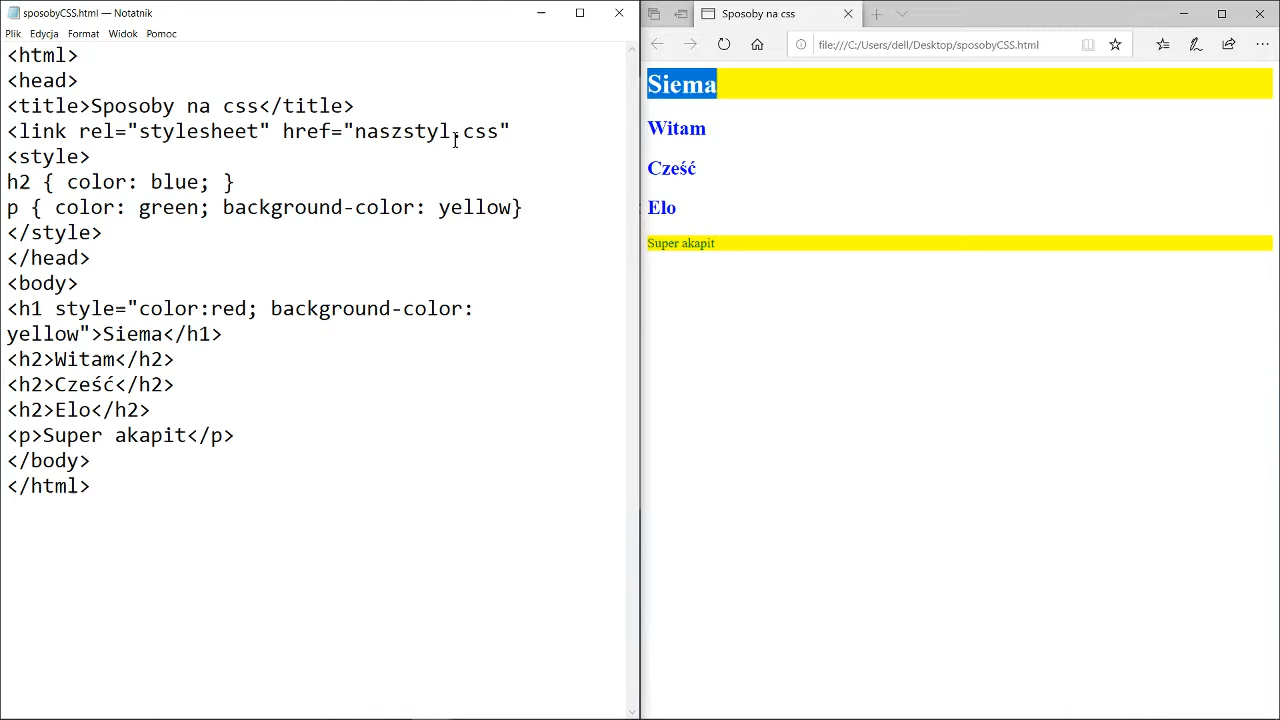 sposobyCSS.html — Notatnik
Plik Edycja Format Widok Pomoc
<html>
<head>
<title>Sposoby na css</title>
<link rel="stylesheet" href="naszstyl.css"
<style>
h2 { color: blue; }
p { color: green; background-color: yellow}
</style>
</head>
<body>
<h1 style="color:red; background-color:
yellow">Siema</h1>
<h2>Witam</h2>
<h2>Cześć</h2>
<h2>Elo</h2>
<p>Super akapit</p>
</body>
</html>
Sposoby na css
file:///C:/Users/dell/Desktop/sposobyCSS.html
Siema
Witam
Cześć
Elo
Super akapit